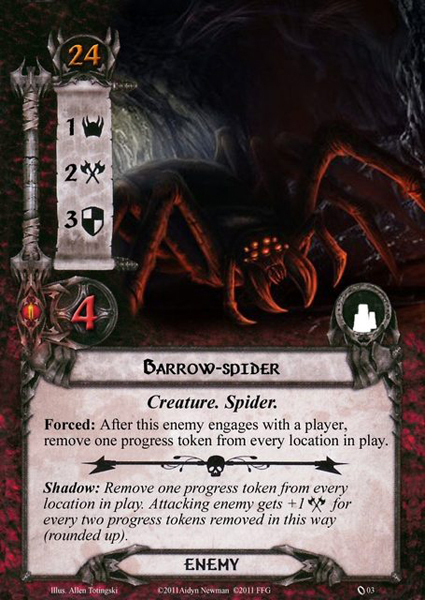 24
1
2
3
4
Barrow-spider
Creature. Spider.
Forced: After this enemy engages with a player,
remove one progress token from every location in play.
Shadow: Remove one progress token from every
location in play. Attacking enemy gets +1 for
every two progress tokens removed in this way
(rounded up).
ENEMY
Illus. Allen Totingski ©2011Aidyn Newman ©2011 FFG 03